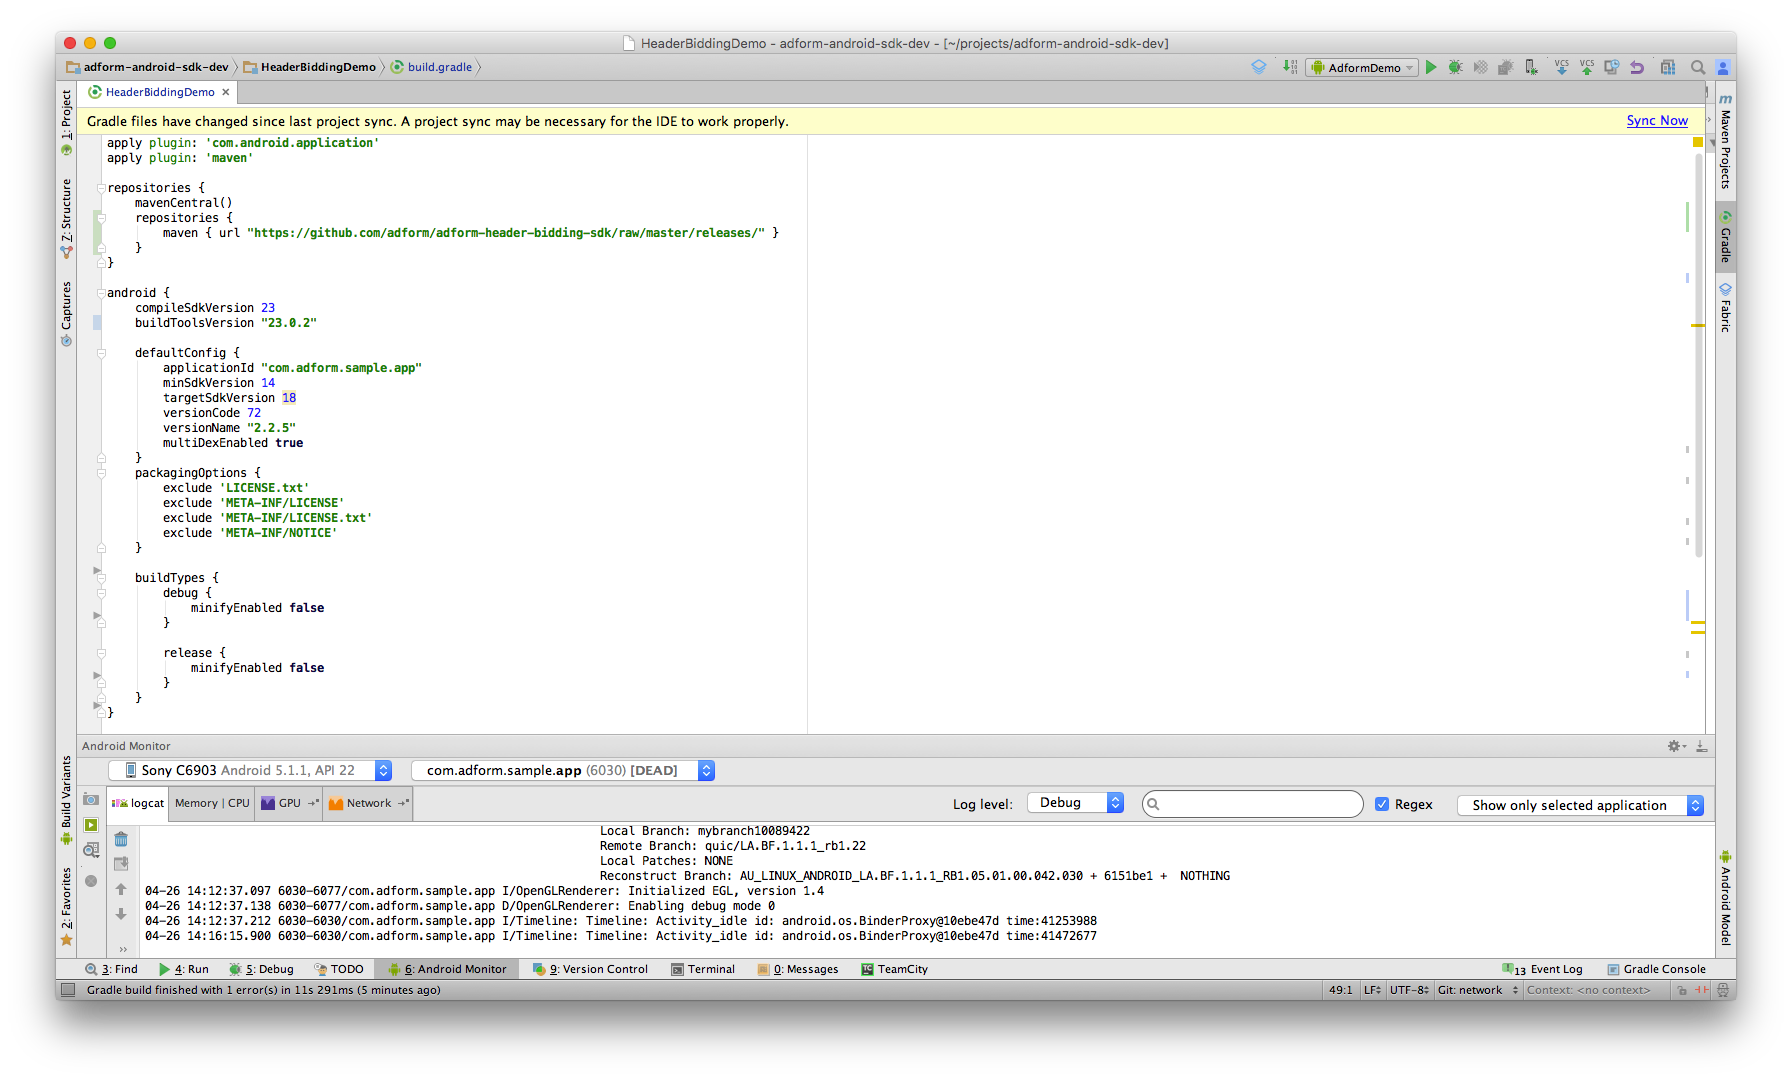 HeaderBiddingDemo - adform-android-sdk-dev - [~/projects/adform-android-sdk-dev]
adform-android-sdk-dev HeaderBiddingDemo build.gradle AdformDemo VCS VCS
HeaderBiddingDemo
Gradle files have changed since last project sync. A project sync may be necessary for the IDE to work properly. Sync Now
1: Project
Z: Structure
Captures
Build Variants
2: Favorites
apply plugin: 'com.android.application'
apply plugin: 'maven'
repositories {
mavenCentral()
repositories {
maven { url "https://github.com/adform/adform-header-bidding-sdk/raw/master/releases/" }
}
}
android {
compileSdkVersion 23
buildToolsVersion "23.0.2"
defaultConfig {
applicationId "com.adform.sample.app"
minSdkVersion 14
targetSdkVersion 18
versionCode 72
versionName "2.2.5"
multiDexEnabled true
}
packagingOptions {
exclude 'LICENSE.txt'
exclude 'META-INF/LICENSE'
exclude 'META-INF/LICENSE.txt'
exclude 'META-INF/NOTICE'
}
buildTypes {
debug {
minifyEnabled false
}
release {
minifyEnabled false
}
}
}
Maven Projects
Gradle
Fabric
Android Model
Android Monitor
Sony C6903 Android 5.1.1, API 22 com.adform.sample.app (6030) [DEAD]
logcat Memory | CPU GPU Network Log level: Debug Regex Show only selected application
Local Branch: mybranch10089422
Remote Branch: quic/LA.BF.1.1.1_rb1.22
Local Patches: NONE
Reconstruct Branch: AU_LINUX_ANDROID_LA.BF.1.1.1_RB1.05.01.00.042.030 + 6151be1 + NOTHING
04-26 14:12:37.097 6030-6077/com.adform.sample.app I/OpenGLRenderer: Initialized EGL, version 1.4
04-26 14:12:37.138 6030-6077/com.adform.sample.app D/OpenGLRenderer: Enabling debug mode 0
04-26 14:12:37.212 6030-6030/com.adform.sample.app I/Timeline: Timeline: Activity_idle id: android.os.BinderProxy@10ebe47d time:41253988
04-26 14:16:15.900 6030-6030/com.adform.sample.app I/Timeline: Timeline: Activity_idle id: android.os.BinderProxy@10ebe47d time:41472677
3: Find 4: Run 5: Debug TODO 6: Android Monitor 9: Version Control Terminal 0: Messages TeamCity 13 Event Log Gradle Console
Gradle build finished with 1 error(s) in 11s 291ms (5 minutes ago) 49:1 LF UTF-8 Git: network Context: <no context>